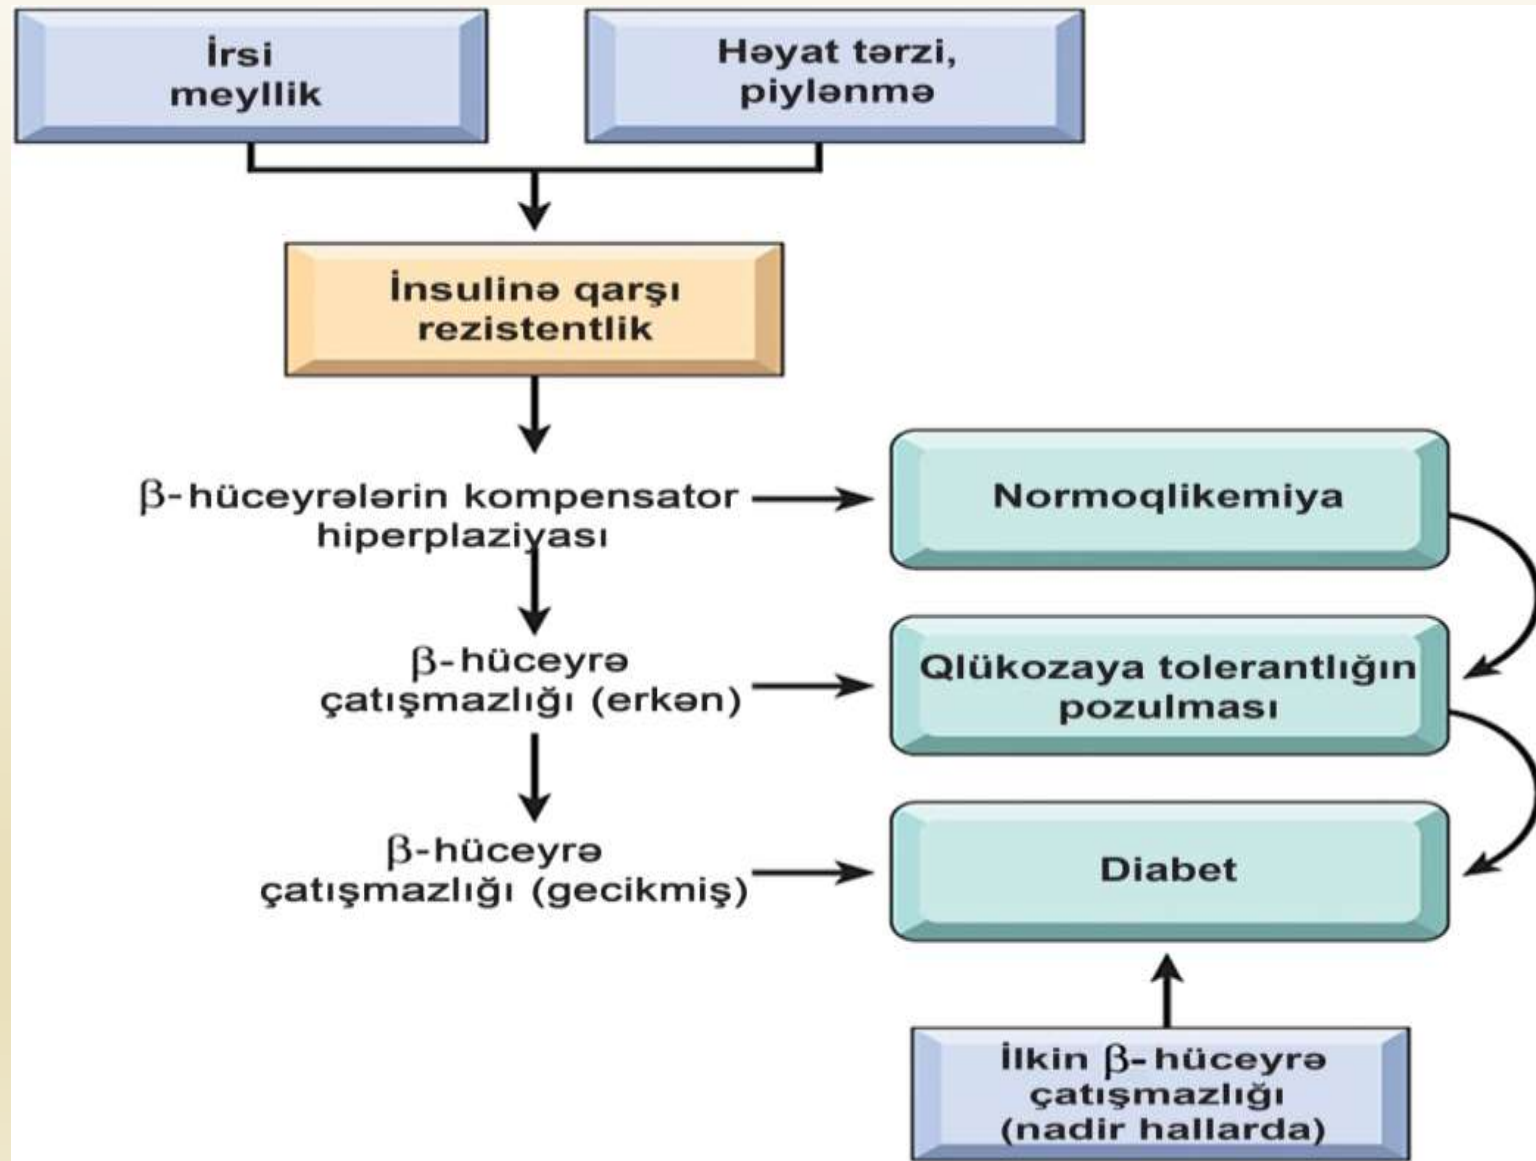 İrsi
meyllik
Həyat tərzi,
piylənmə
İnsulinə qarşı
rezistentlik
β-hüceyrələrin kompensator
hiperplaziyası
Normoqlikemiya
β-hüceyrə
çatışmazlığı (erkən)
Qlükozaya tolerantlığın
pozulması
β-hüceyrə
çatışmazlığı (gecikmiş)
Diabet
İlkin β-hüceyrə
çatışmazlığı
(nadir hallarda)